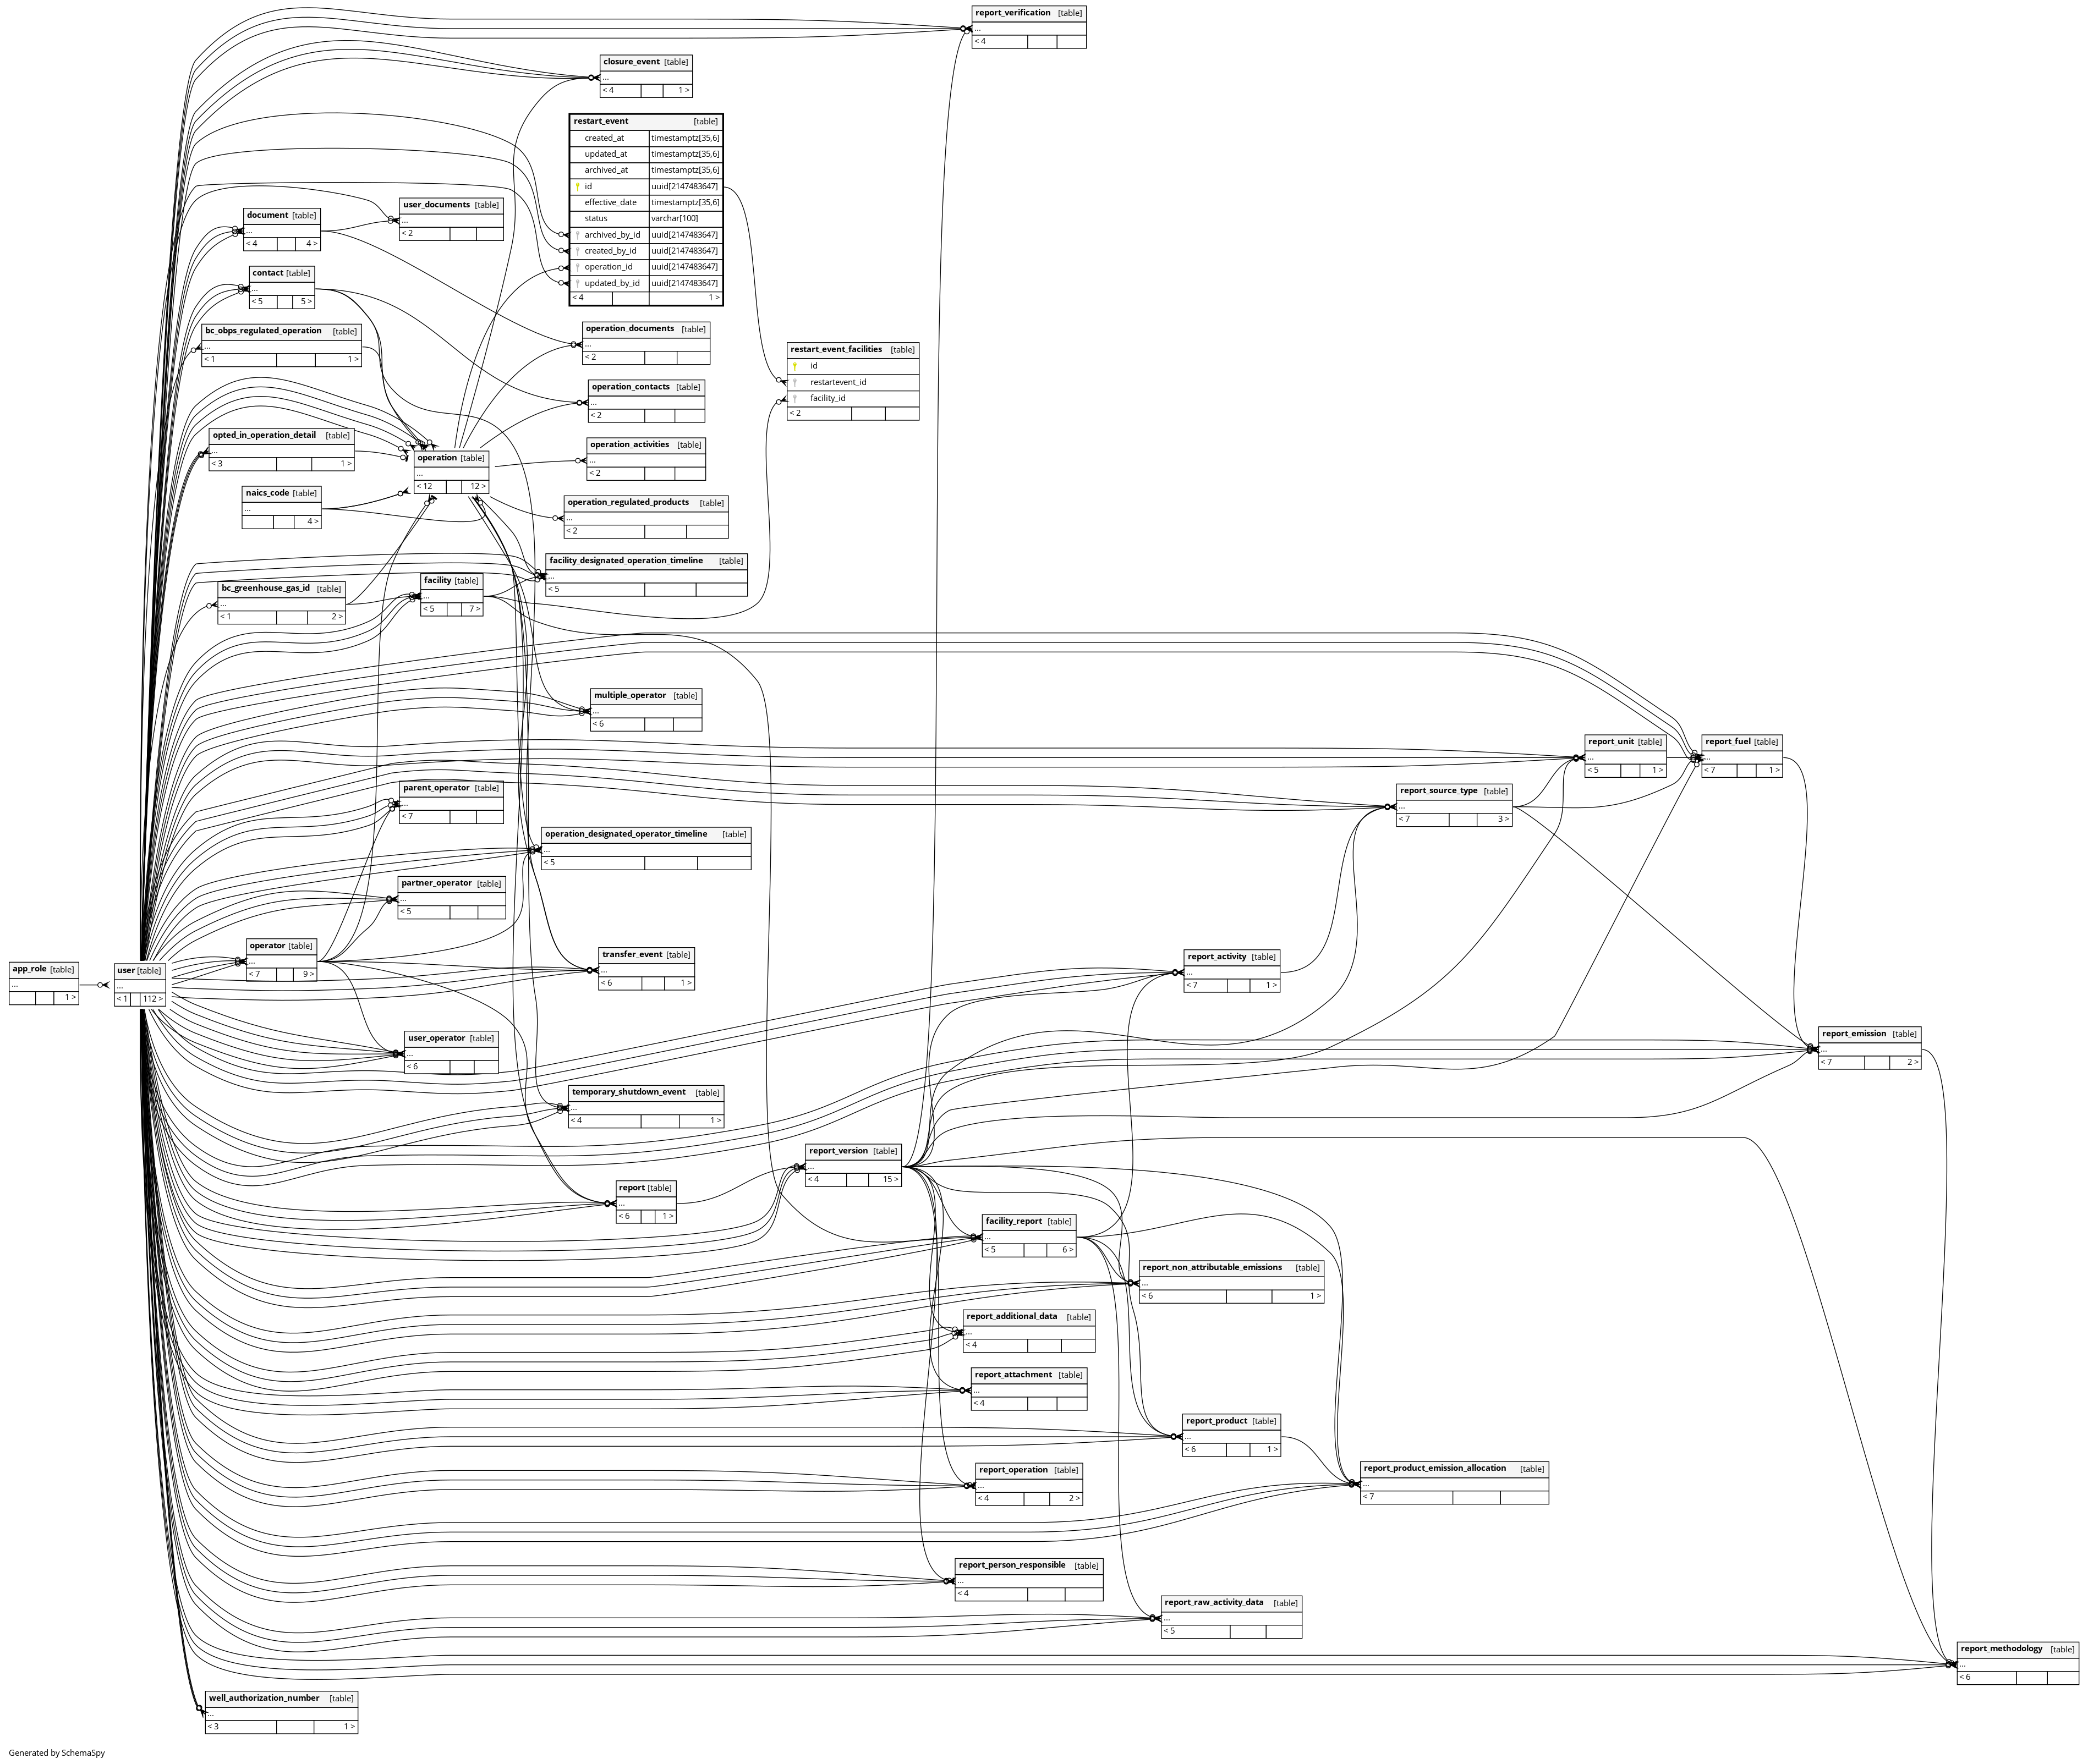 report_verification [table]
...
< 4
closure_event [table]
...
< 4 1 >
restart_event [table]
created_at timestamptz[35,6]
updated_at timestamptz[35,6]
archived_at timestamptz[35,6]
id uuid[2147483647]
effective_date timestamptz[35,6]
status varchar[100]
archived_by_id uuid[2147483647]
created_by_id uuid[2147483647]
operation_id uuid[2147483647]
updated_by_id uuid[2147483647]
< 4 1 >
user_documents [table]
...
< 2
document [table]
...
< 4 4 >
contact [table]
...
< 5 5 >
bc_obps_regulated_operation [table]
...
< 1 1 >
operation_documents [table]
...
< 2
restart_event_facilities [table]
id
restartevent_id
facility_id
< 2
operation_contacts [table]
...
< 2
opted_in_operation_detail [table]
...
< 3 1 >
operation [table]
...
< 12 12 >
operation_activities [table]
...
< 2
naics_code [table]
...
4 >
operation_regulated_products [table]
...
< 2
facility_designated_operation_timeline [table]
...
< 5
bc_greenhouse_gas_id [table]
...
< 1 2 >
facility [table]
...
< 5 7 >
multiple_operator [table]
...
< 6
report_unit [table]
...
< 5 1 >
report_fuel [table]
...
< 7 1 >
parent_operator [table]
...
< 7
report_source_type [table]
...
< 7 3 >
operation_designated_operator_timeline [table]
...
< 5
partner_operator [table]
...
< 5
operator [table]
...
< 7 9 >
transfer_event [table]
...
< 6 1 >
report_activity [table]
...
< 7 1 >
app_role [table]
...
1 >
user [table]
...
< 1 112 >
user_operator [table]
...
< 6
report_emission [table]
...
< 7 2 >
temporary_shutdown_event [table]
...
< 4 1 >
report_version [table]
...
< 4 15 >
report [table]
...
< 6 1 >
facility_report [table]
...
< 5 6 >
report_non_attributable_emissions [table]
...
< 6 1 >
report_additional_data [table]
...
< 4
report_attachment [table]
...
< 4
report_product [table]
...
< 6 1 >
report_operation [table]
...
< 4 2 >
report_product_emission_allocation [table]
...
< 7
report_person_responsible [table]
...
< 4
report_raw_activity_data [table]
...
< 5
report_methodology [table]
...
< 6
well_authorization_number [table]
...
< 3 1 >
Generated by SchemaSpy